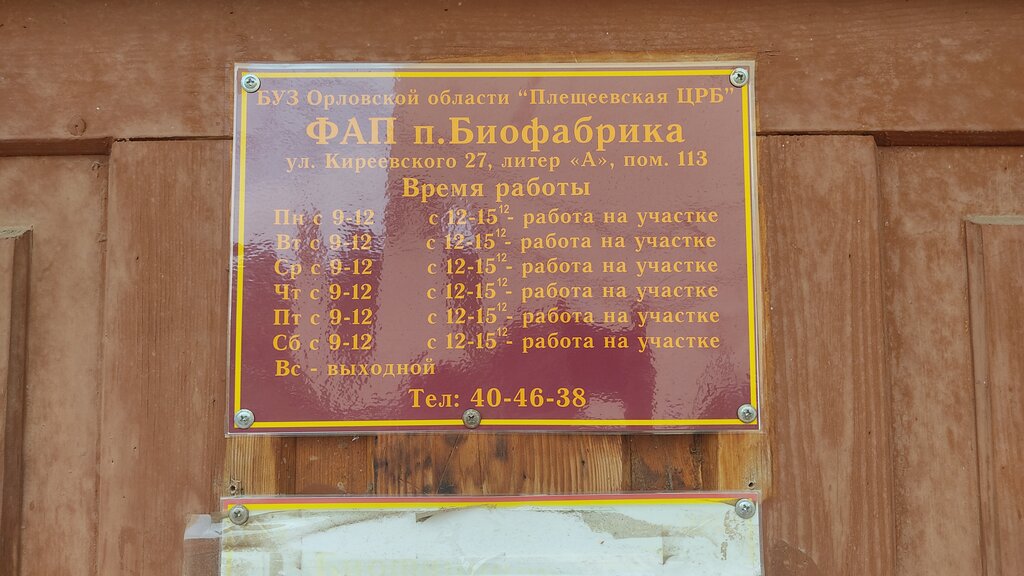 БУЗ Орловской области “Плещеевская ЦРБ”
ФАП п.Биофабрика
ул. Киреевского 27, литер «А», пом. 113
Время работы
Пн с 9-12 с 12-15¹²- работа на участке
Вт с 9-12 с 12-15¹²- работа на участке
Ср с 9-12 с 12-15¹²- работа на участке
Чт с 9-12 с 12-15¹²- работа на участке
Пт с 9-12 с 12-15¹²- работа на участке
Сб с 9-12 с 12-15¹²- работа на участке
Вс - выходной
Тел: 40-46-38